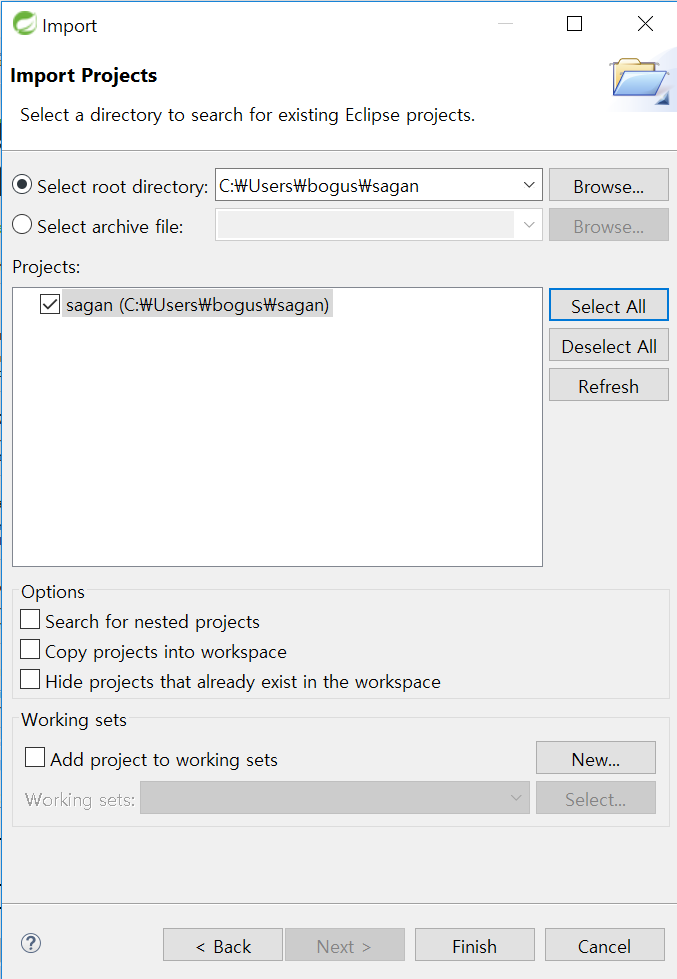 Import
Import Projects
Select a directory to search for existing Eclipse projects.
Select root directory: C:₩Users₩bogus₩sagan Browse...
Select archive file: Browse...
Projects:
sagan (C:₩Users₩bogus₩sagan)
Select All
Deselect All
Refresh
Options
Search for nested projects
Copy projects into workspace
Hide projects that already exist in the workspace
Working sets
Add project to working sets New...
Working sets: Select...
? < Back Next > Finish Cancel